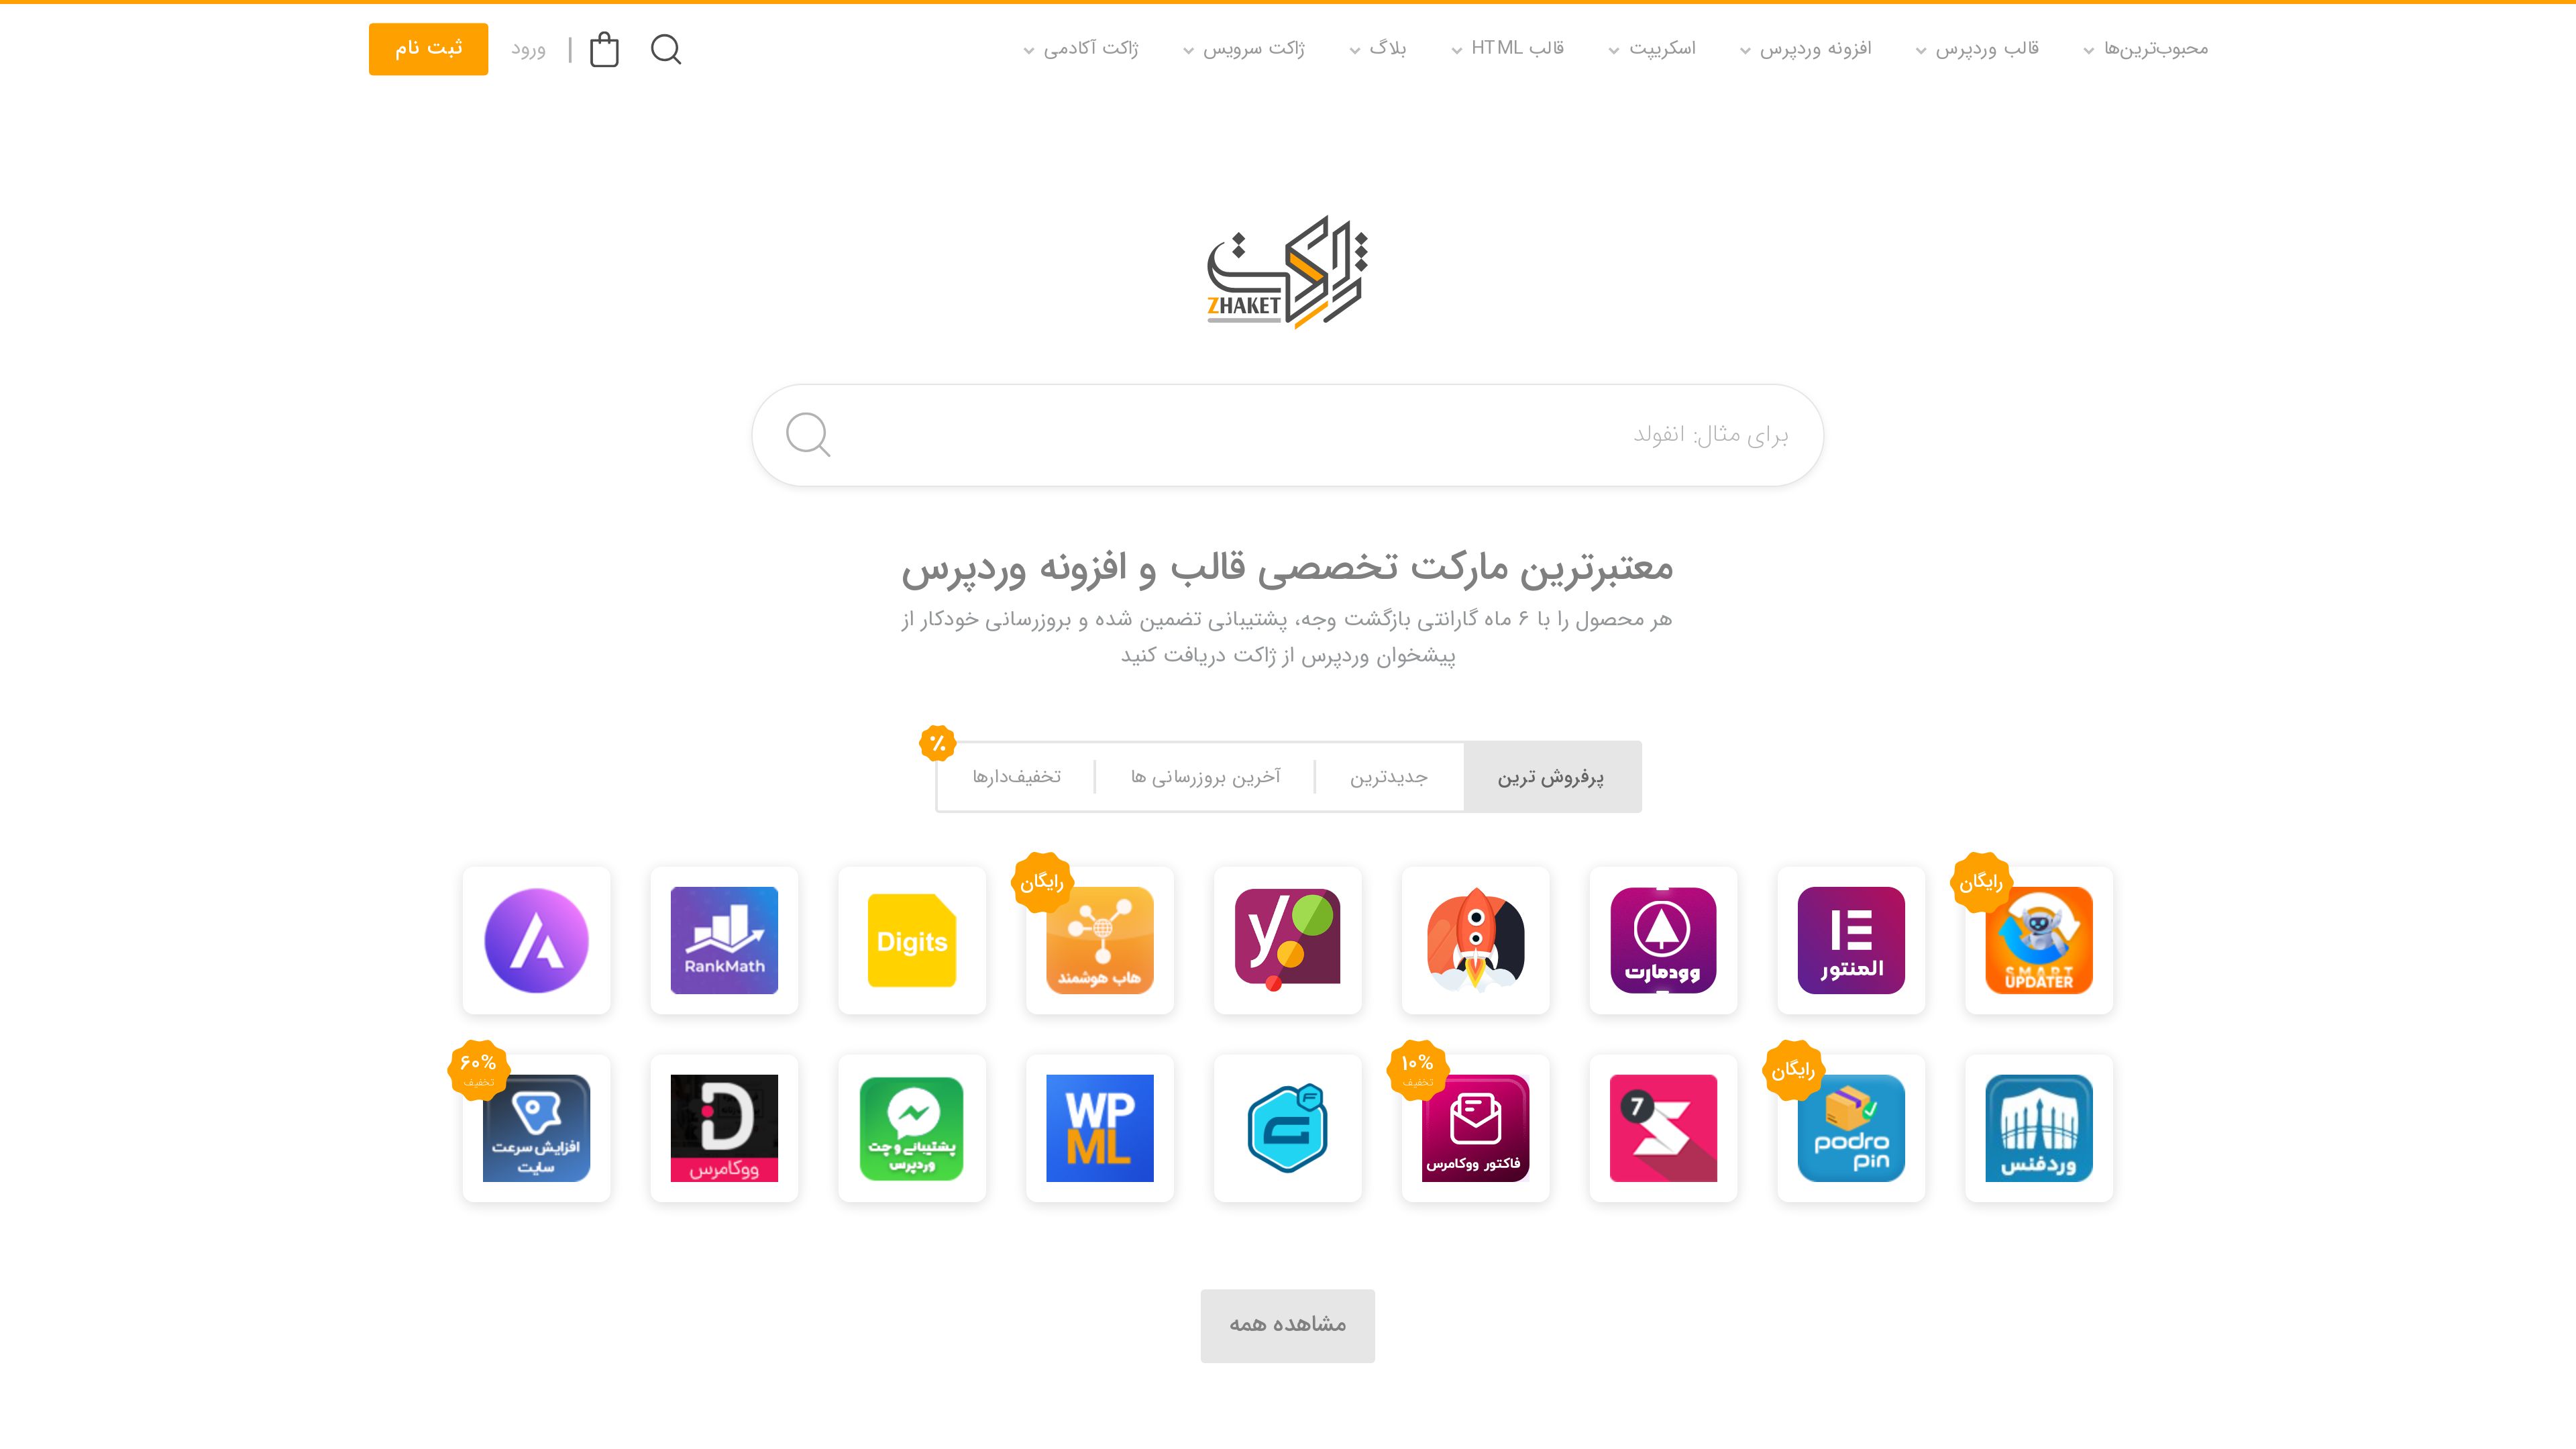 محبوب‌ترین‌ها
قالب وردپرس
افزونه وردپرس
اسکریپت
قالب HTML
بلاگ
ژاکت سرویس
ژاکت آکادمی
ورود
ثبت نام
ژاکت
ZHAKET
برای مثال: انفولد
معتبرترین مارکت تخصصی قالب و افزونه وردپرس
هر محصول را با ۶ ماه گارانتی بازگشت وجه، پشتیبانی تضمین شده و بروزرسانی خودکار از
پیشخوان وردپرس از ژاکت دریافت کنید
پرفروش ترین
جدیدترین
آخرین بروزرسانی ها
تخفیف‌دارها
٪
رایگان
SMART
UPDATER
المنتور
وودمارت
y
رایگان
هاب هوشمند
Digits
RankMath
وردفنس
رایگان
podro
pin
7
۱۰%
تخفیف
فاکتور ووکامرس
F
WP
ML
پشتیبانی و چت
وردپرس
ووکامرس
۶۰%
تخفیف
افزایش سرعت
سایت
مشاهده همه